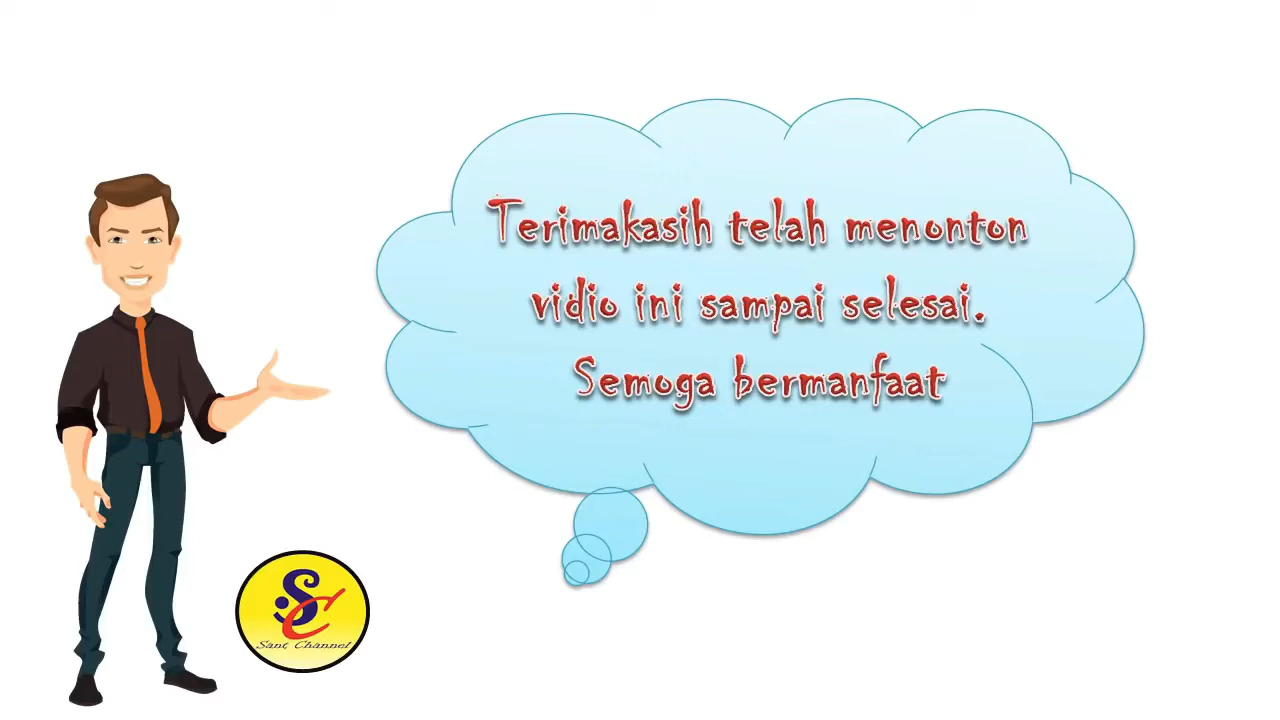 Terimakasih telah menonton
vidio ini sampai selesai.
Semoga bermanfaat
SC
Sant Channel